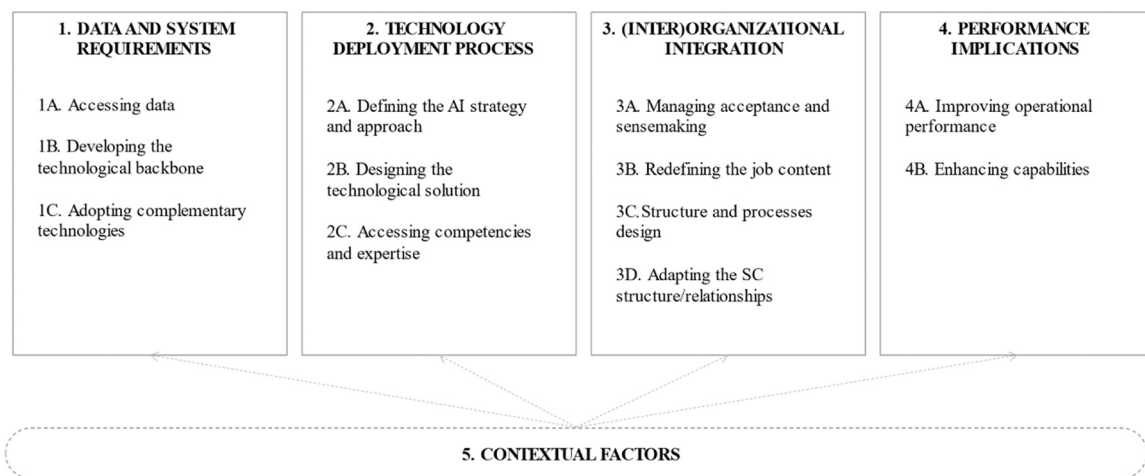 1. DATA AND SYSTEM
REQUIREMENTS
1A. Accessing data
1B. Developing the
technological backbone
1C. Adopting complementary
technologies
2. TECHNOLOGY
DEPLOYMENT PROCESS
2A. Defining the AI strategy
and approach
2B. Designing the
technological solution
2C. Accessing competencies
and expertise
3. (INTER)ORGANIZATIONAL
INTEGRATION
3A. Managing acceptance and
sensemaking
3B. Redefining the job content
3C.Structure and processes
design
3D. Adapting the SC
structure/relationships
4. PERFORMANCE
IMPLICATIONS
4A. Improving operational
performance
4B. Enhancing capabilities
5. CONTEXTUAL FACTORS